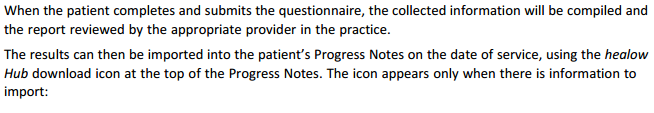 When the patient completes and submits the questionnaire, the collected information will be compiled and
the report reviewed by the appropriate provider in the practice.
The results can then be imported into the patient’s Progress Notes on the date of service, using the healow
Hub download icon at the top of the Progress Notes. The icon appears only when there is information to
import: